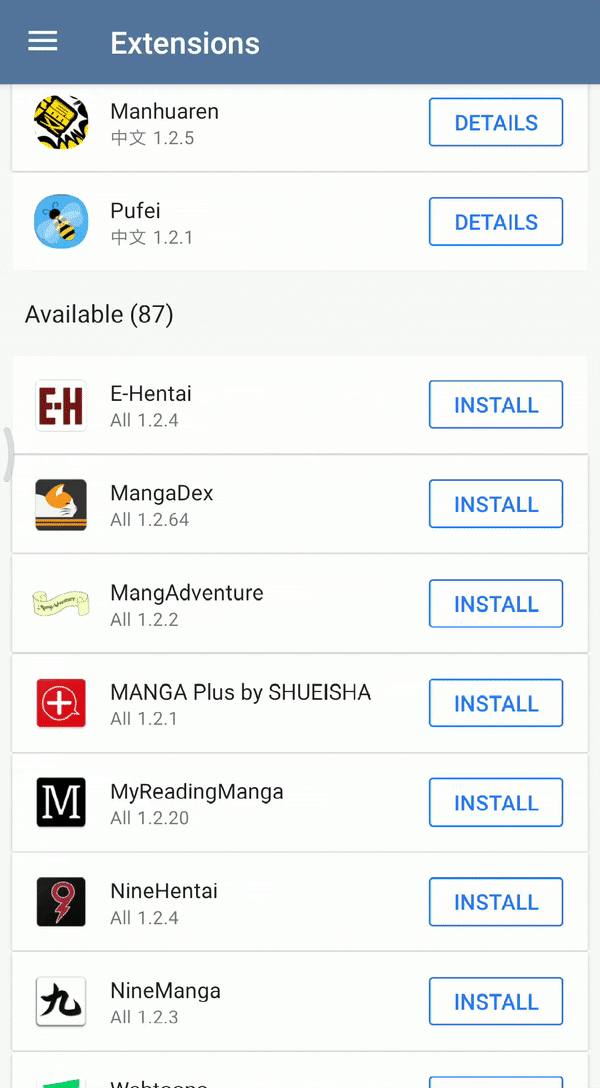 Extensions
Manhuaren
中文 1.2.5
DETAILS
Pufei
中文 1.2.1
DETAILS
Available (87)
E-H
E-Hentai
All 1.2.4
INSTALL
MangaDex
All 1.2.64
INSTALL
MangAdventure
MangAdventure
All 1.2.2
INSTALL
MANGA Plus by SHUEISHA
All 1.2.1
INSTALL
M
MyReadingManga
All 1.2.20
INSTALL
9
NineHentai
All 1.2.4
INSTALL
九
NineManga
All 1.2.3
INSTALL
Webtoons